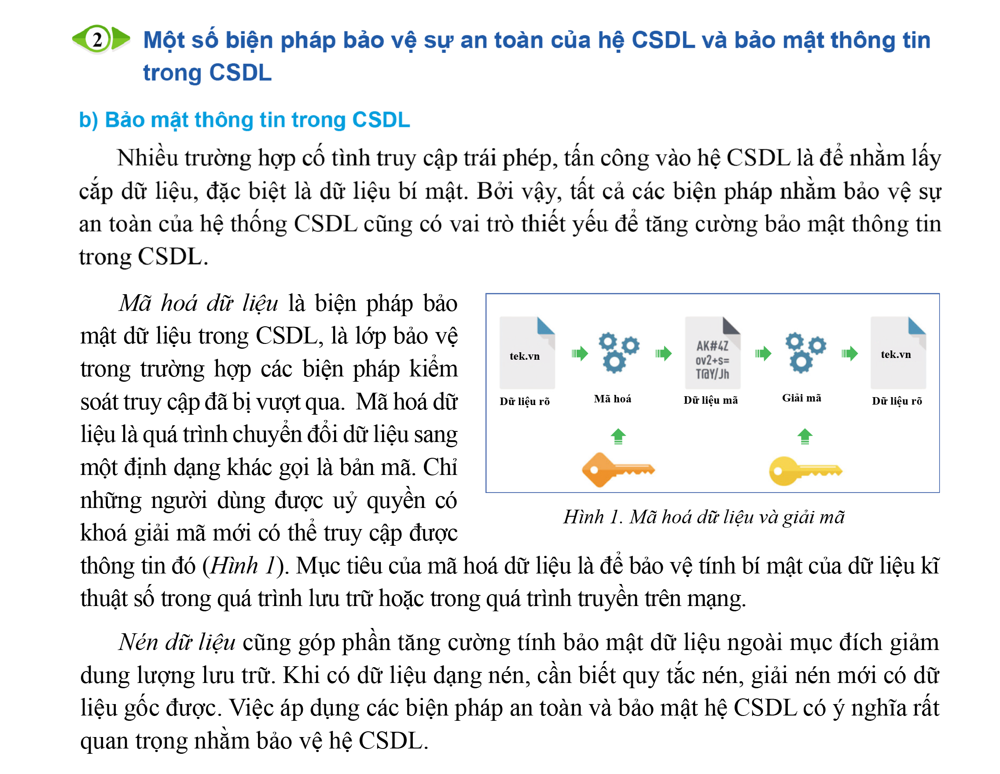 2 Một số biện pháp bảo vệ sự an toàn của hệ CSDL và bảo mật thông tin
trong CSDL
b) Bảo mật thông tin trong CSDL
Nhiều trường hợp cố tình truy cập trái phép, tấn công vào hệ CSDL là để nhằm lấy
cắp dữ liệu, đặc biệt là dữ liệu bí mật. Bởi vậy, tất cả các biện pháp nhằm bảo vệ sự
an toàn của hệ thống CSDL cũng có vai trò thiết yếu để tăng cường bảo mật thông tin
trong CSDL.
Mã hoá dữ liệu là biện pháp bảo
mật dữ liệu trong CSDL, là lớp bảo vệ
trong trường hợp các biện pháp kiểm
soát truy cập đã bị vượt qua. Mã hoá dữ
liệu là quá trình chuyển đổi dữ liệu sang
một định dạng khác gọi là bản mã. Chỉ
những người dùng được uỷ quyền có
khoá giải mã mới có thể truy cập được
thông tin đó (Hình 1). Mục tiêu của mã hoá dữ liệu là để bảo vệ tính bí mật của dữ liệu kĩ
thuật số trong quá trình lưu trữ hoặc trong quá trình truyền trên mạng.
tek.vn
AK#4Z
ov2+s=
T@Y/Jh
tek.vn
Dữ liệu rõ
Mã hoá
Dữ liệu mã
Giải mã
Dữ liệu rõ
Hình 1. Mã hoá dữ liệu và giải mã
Nén dữ liệu cũng góp phần tăng cường tính bảo mật dữ liệu ngoài mục đích giảm
dung lượng lưu trữ. Khi có dữ liệu dạng nén, cần biết quy tắc nén, giải nén mới có dữ
liệu gốc được. Việc áp dụng các biện pháp an toàn và bảo mật hệ CSDL có ý nghĩa rất
quan trọng nhằm bảo vệ hệ CSDL.